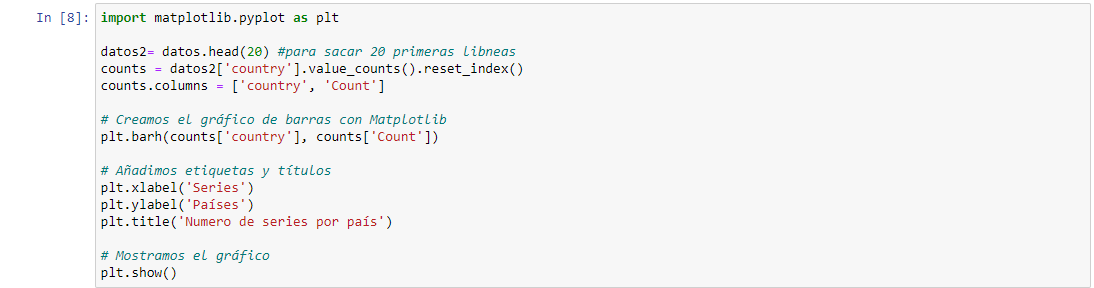 In [8]: import matplotlib.pyplot as plt
datos2= datos.head(20) #para sacar 20 primeras libneas
counts = datos2['country'].value_counts().reset_index()
counts.columns = ['country', 'Count']
# Creamos el gráfico de barras con Matplotlib
plt.barh(counts['country'], counts['Count'])
# Añadimos etiquetas y títulos
plt.xlabel('Series')
plt.ylabel('Países')
plt.title('Numero de series por país')
# Mostramos el gráfico
plt.show()